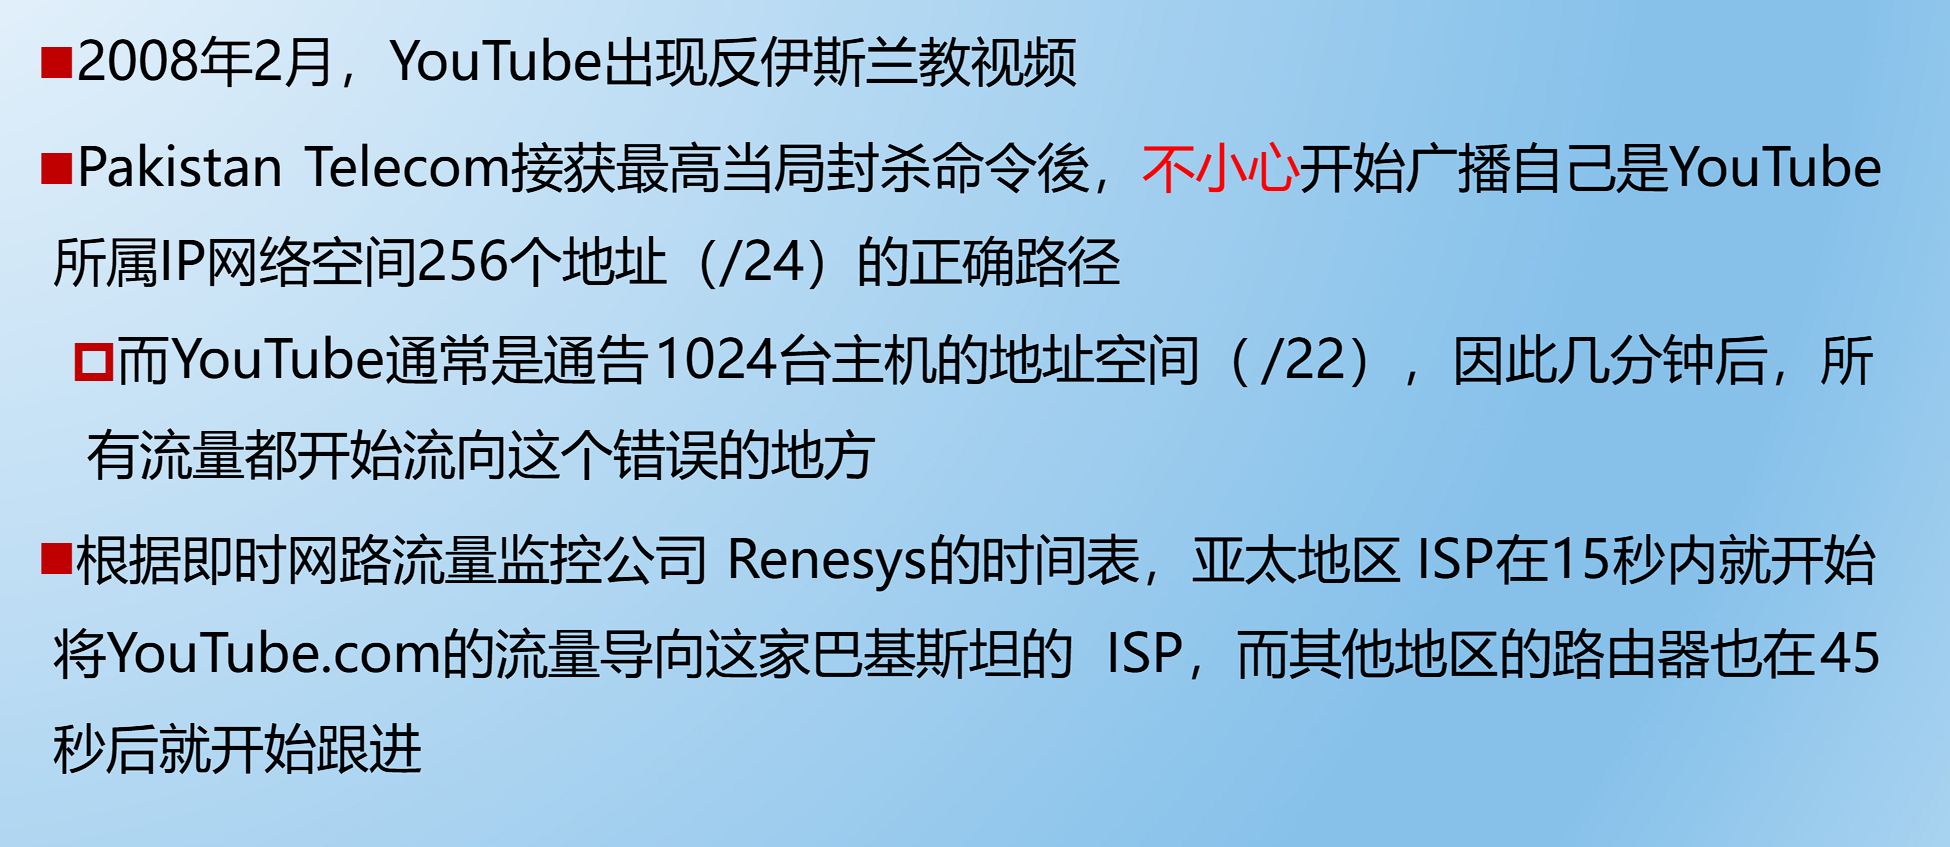 2008年2月，YouTube出现反伊斯兰教视频
Pakistan Telecom接获最高当局封杀命令後，不小心开始广播自己是YouTube
所属IP网络空间256个地址（/24）的正确路径
而YouTube通常是通告1024台主机的地址空间（/22），因此几分钟后，所
有流量都开始流向这个错误的地方
根据即时网路流量监控公司 Renesys的时间表，亚太地区 ISP在15秒内就开始
将YouTube.com的流量导向这家巴基斯坦的 ISP，而其他地区的路由器也在45
秒后就开始跟进